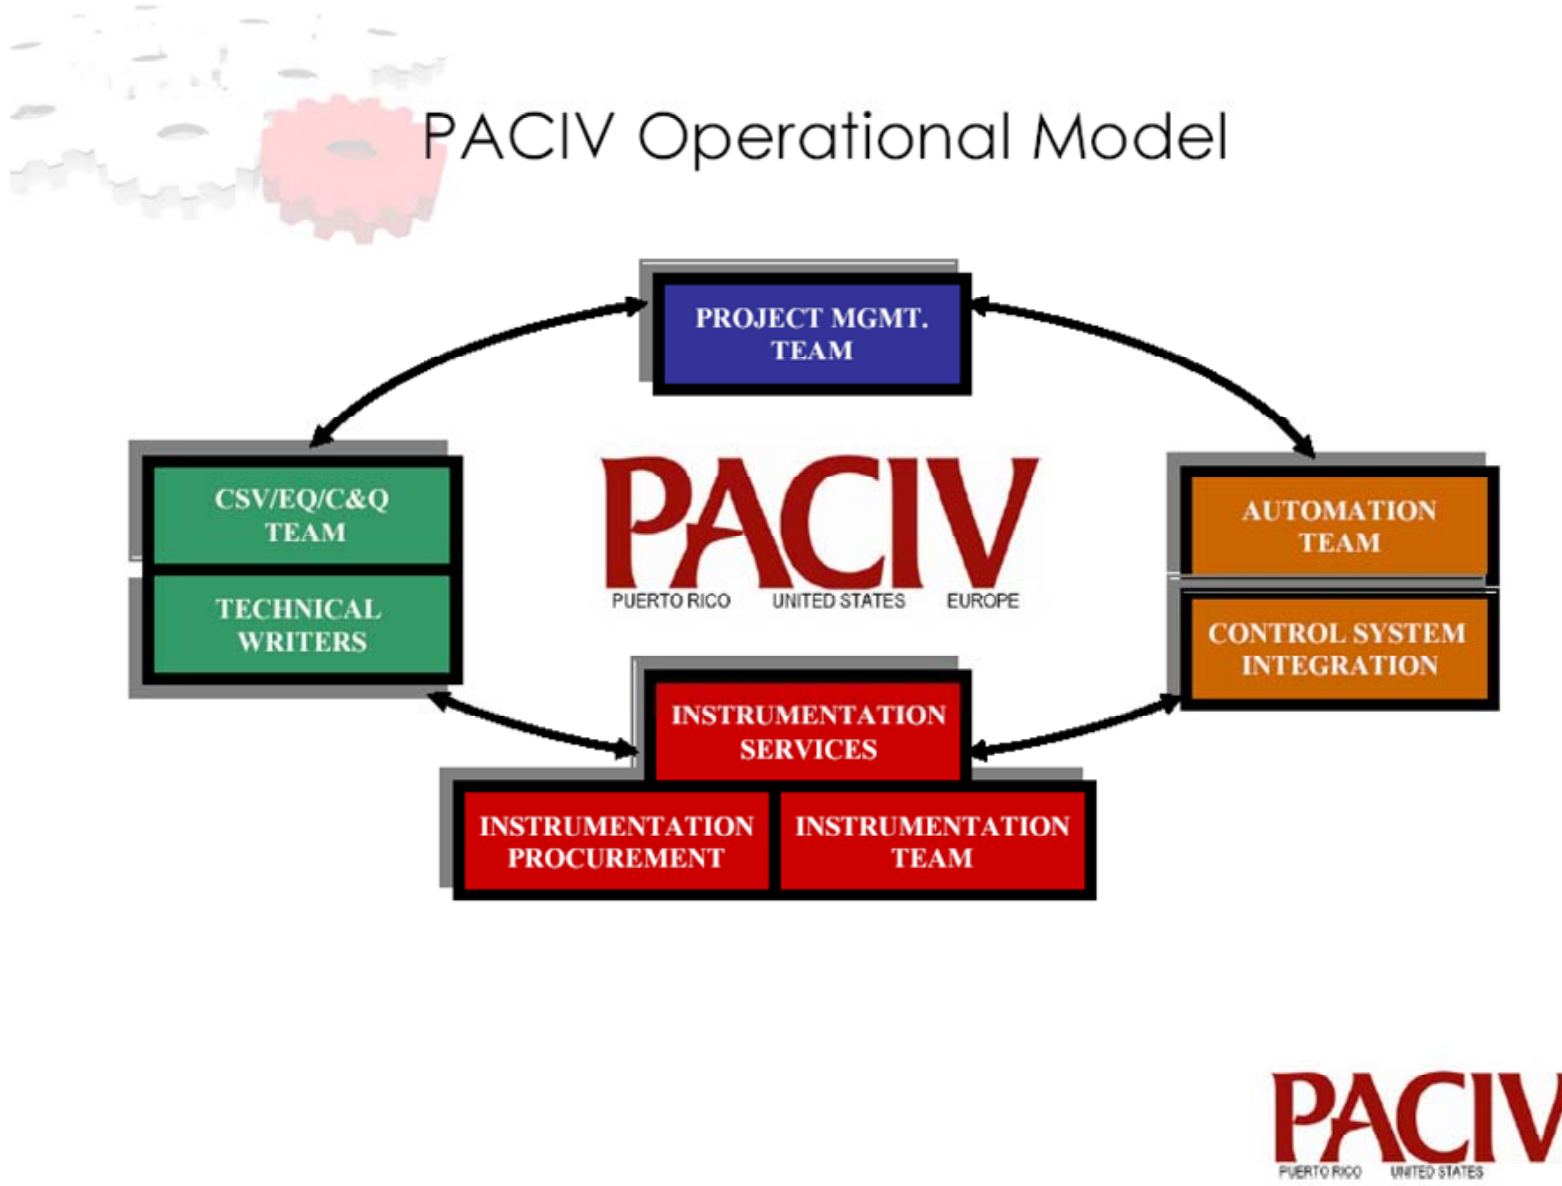 PACIV Operational Model
PROJECT MGMT.
TEAM
CSV/EQ/C&Q
TEAM
TECHNICAL
WRITERS
PACIV
PUERTO RICO UNITED STATES EUROPE
AUTOMATION
TEAM
CONTROL SYSTEM
INTEGRATION
INSTRUMENTATION
SERVICES
INSTRUMENTATION
PROCUREMENT
INSTRUMENTATION
TEAM
PACIV
PUERTO RICO UNITED STATES